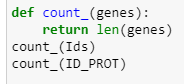 def count_(genes):
    return len(genes)
count_(Ids)
count_(ID_PROT)